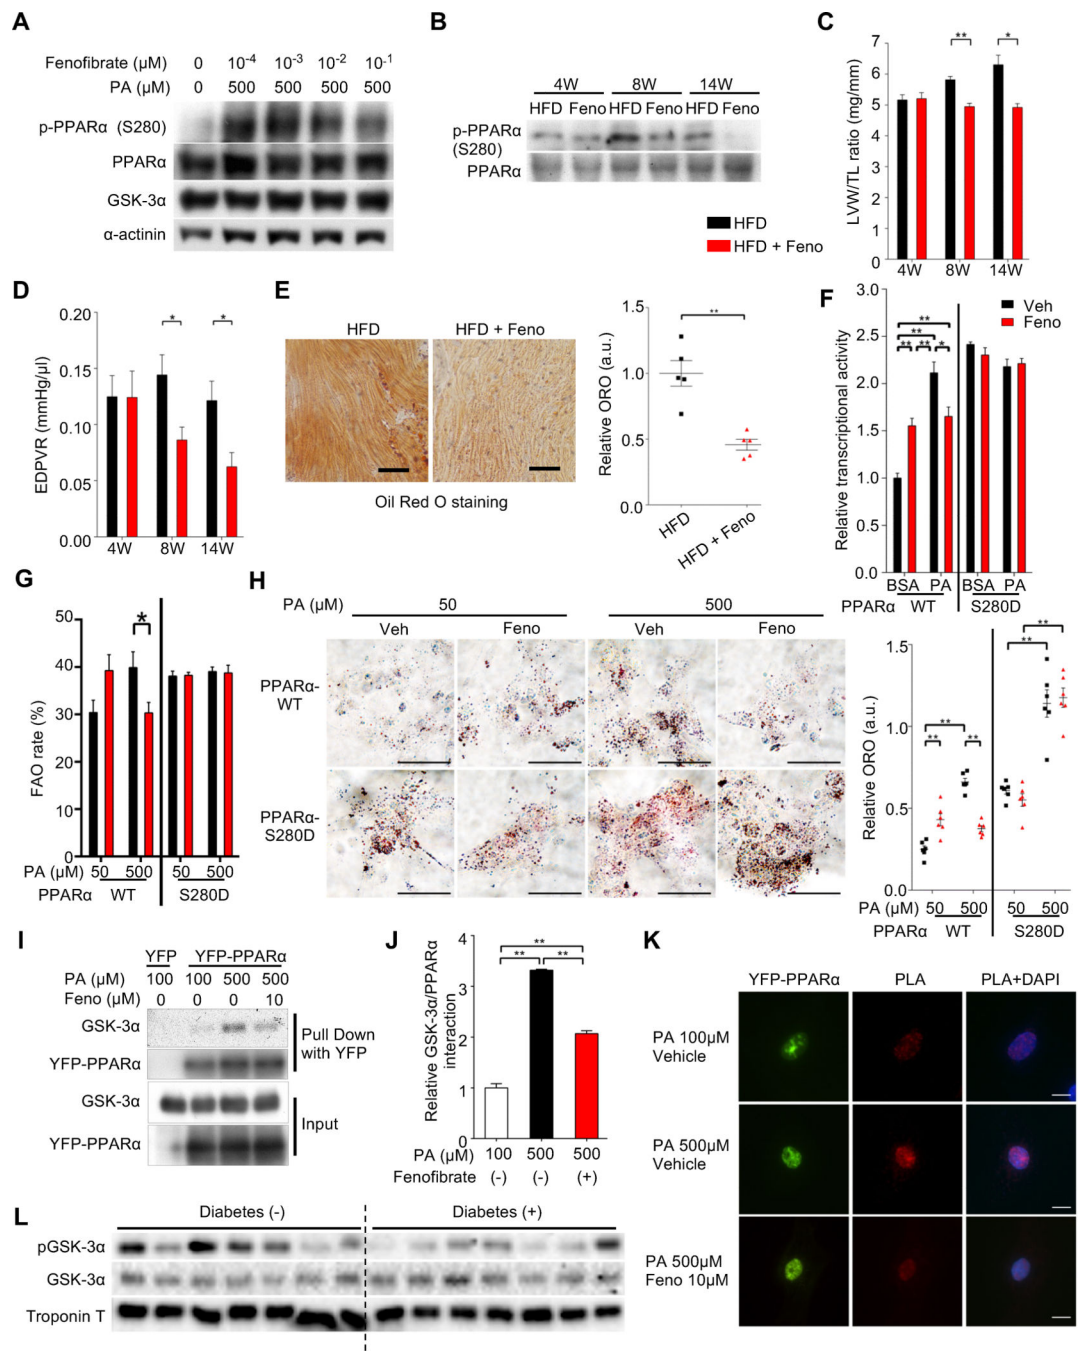 A
Fenofibrate (μM) 0 10-4 10-3 10-2 10-1
PA (μM) 0 500 500 500 500
p-PPARα (S280)
PPARα
GSK-3α
α-actinin
B
4W 8W 14W
HFD Feno HFD Feno HFD Feno
p-PPARα
(S280)
PPARα
HFD
HFD + Feno
C
LVW/TL ratio (mg/mm)
7
6
5
4
3
2
1
0
** *
4W 8W 14W
D
EDPVR (mmHg/μl)
0.20
0.15
0.10
0.05
0.00
* *
4W 8W 14W
E
HFD HFD + Feno
Oil Red O staining
Relative ORO (a.u.)
1.5
1.0
0.5
0.0
**
HFD
HFD + Feno
F
Relative transcriptional activity
3.0
2.5
2.0
1.5
1.0
0.5
0.0
Veh
Feno
**
**
** ** *
BSA PA BSA PA
PPARα WT S280D
G
FAO rate (%)
50
40
30
20
10
0
*
PA (μM) 50 500 50 500
PPARα WT S280D
H
PA (μM) 50 500
Veh Feno Veh Feno
PPARα-
WT
PPARα-
S280D
Relative ORO (a.u.)
1.5
1.0
0.5
0.0
**
**
**
** **
PA (μM) 50 500 50 500
PPARα WT S280D
I
YFP YFP-PPARα
PA (μM) 100 100 500 500
Feno (μM) 0 0 0 10
GSK-3α
YFP-PPARα
Pull Down
with YFP
GSK-3α
YFP-PPARα
Input
J
Relative GSK-3α/PPARα
interaction
4
3
2
1
0
**
** **
PA (μM) 100 500 500
Fenofibrate (-) (-) (+)
K
YFP-PPARα PLA PLA+DAPI
PA 100μM
Vehicle
PA 500μM
Vehicle
PA 500μM
Feno 10μM
L
Diabetes (-) Diabetes (+)
pGSK-3α
GSK-3α
Troponin T